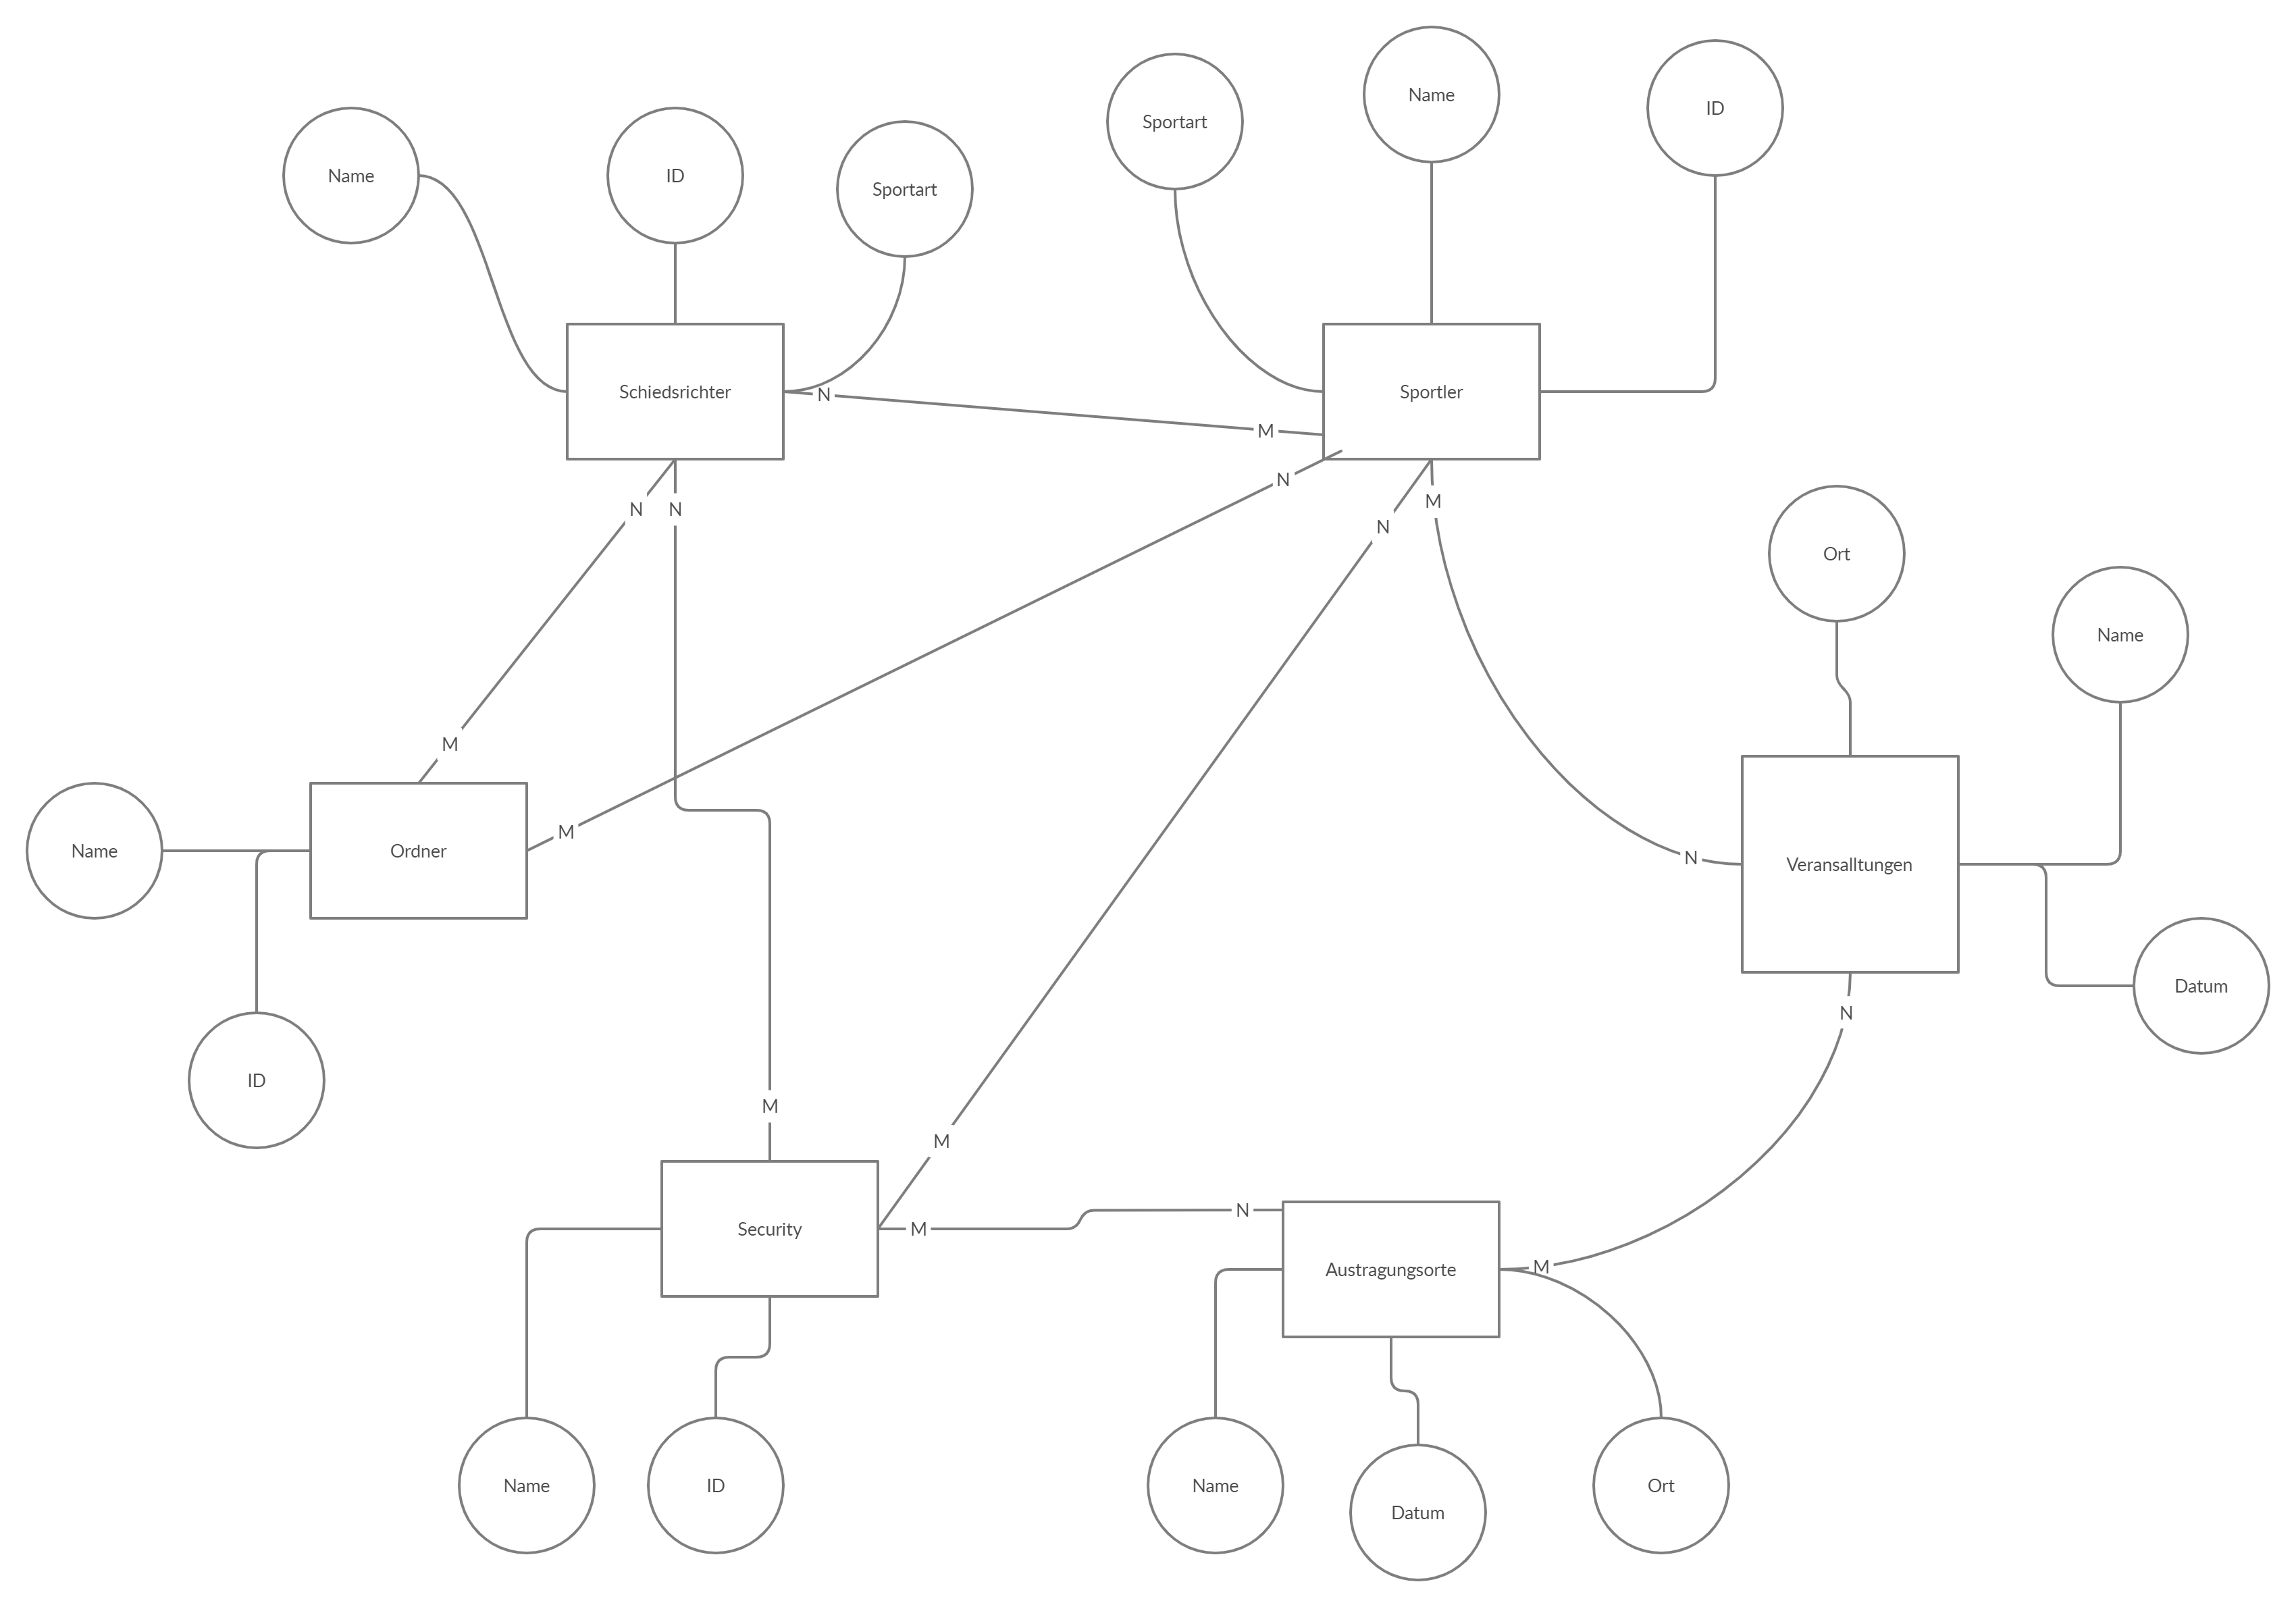 Name
Sportart
ID
Name
ID
Sportart
Schiedsrichter
Sportler
N
M
N
M
N
N
N
Ort
Name
M
M
Name
Ordner
N
Veransalltungen
Datum
N
ID
M
M
N
M
Security
M
Austragungsorte
Name
ID
Name
Ort
Datum